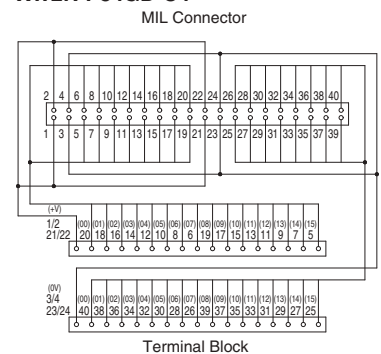 MIL Connector
2 4 6 8 10 12 14 16 18 20 22 24 26 28 30 32 34 36 38 40
1 3 5 7 9 11 13 15 17 19 21 23 25 27 29 31 33 35 37 39
(+V)
1/2 (00) (01) (02) (03) (04) (05) (06) (07) (08) (09) (10) (11) (12) (13) (14) (15)
21/22 20 18 16 14 12 10 8 6 19 17 15 13 11 9 7 5
(0V)
3/4 (00) (01) (02) (03) (04) (05) (06) (07) (08) (09) (10) (11) (12) (13) (14) (15)
23/24 40 38 36 34 32 30 28 26 39 37 35 33 31 29 27 25
Terminal Block